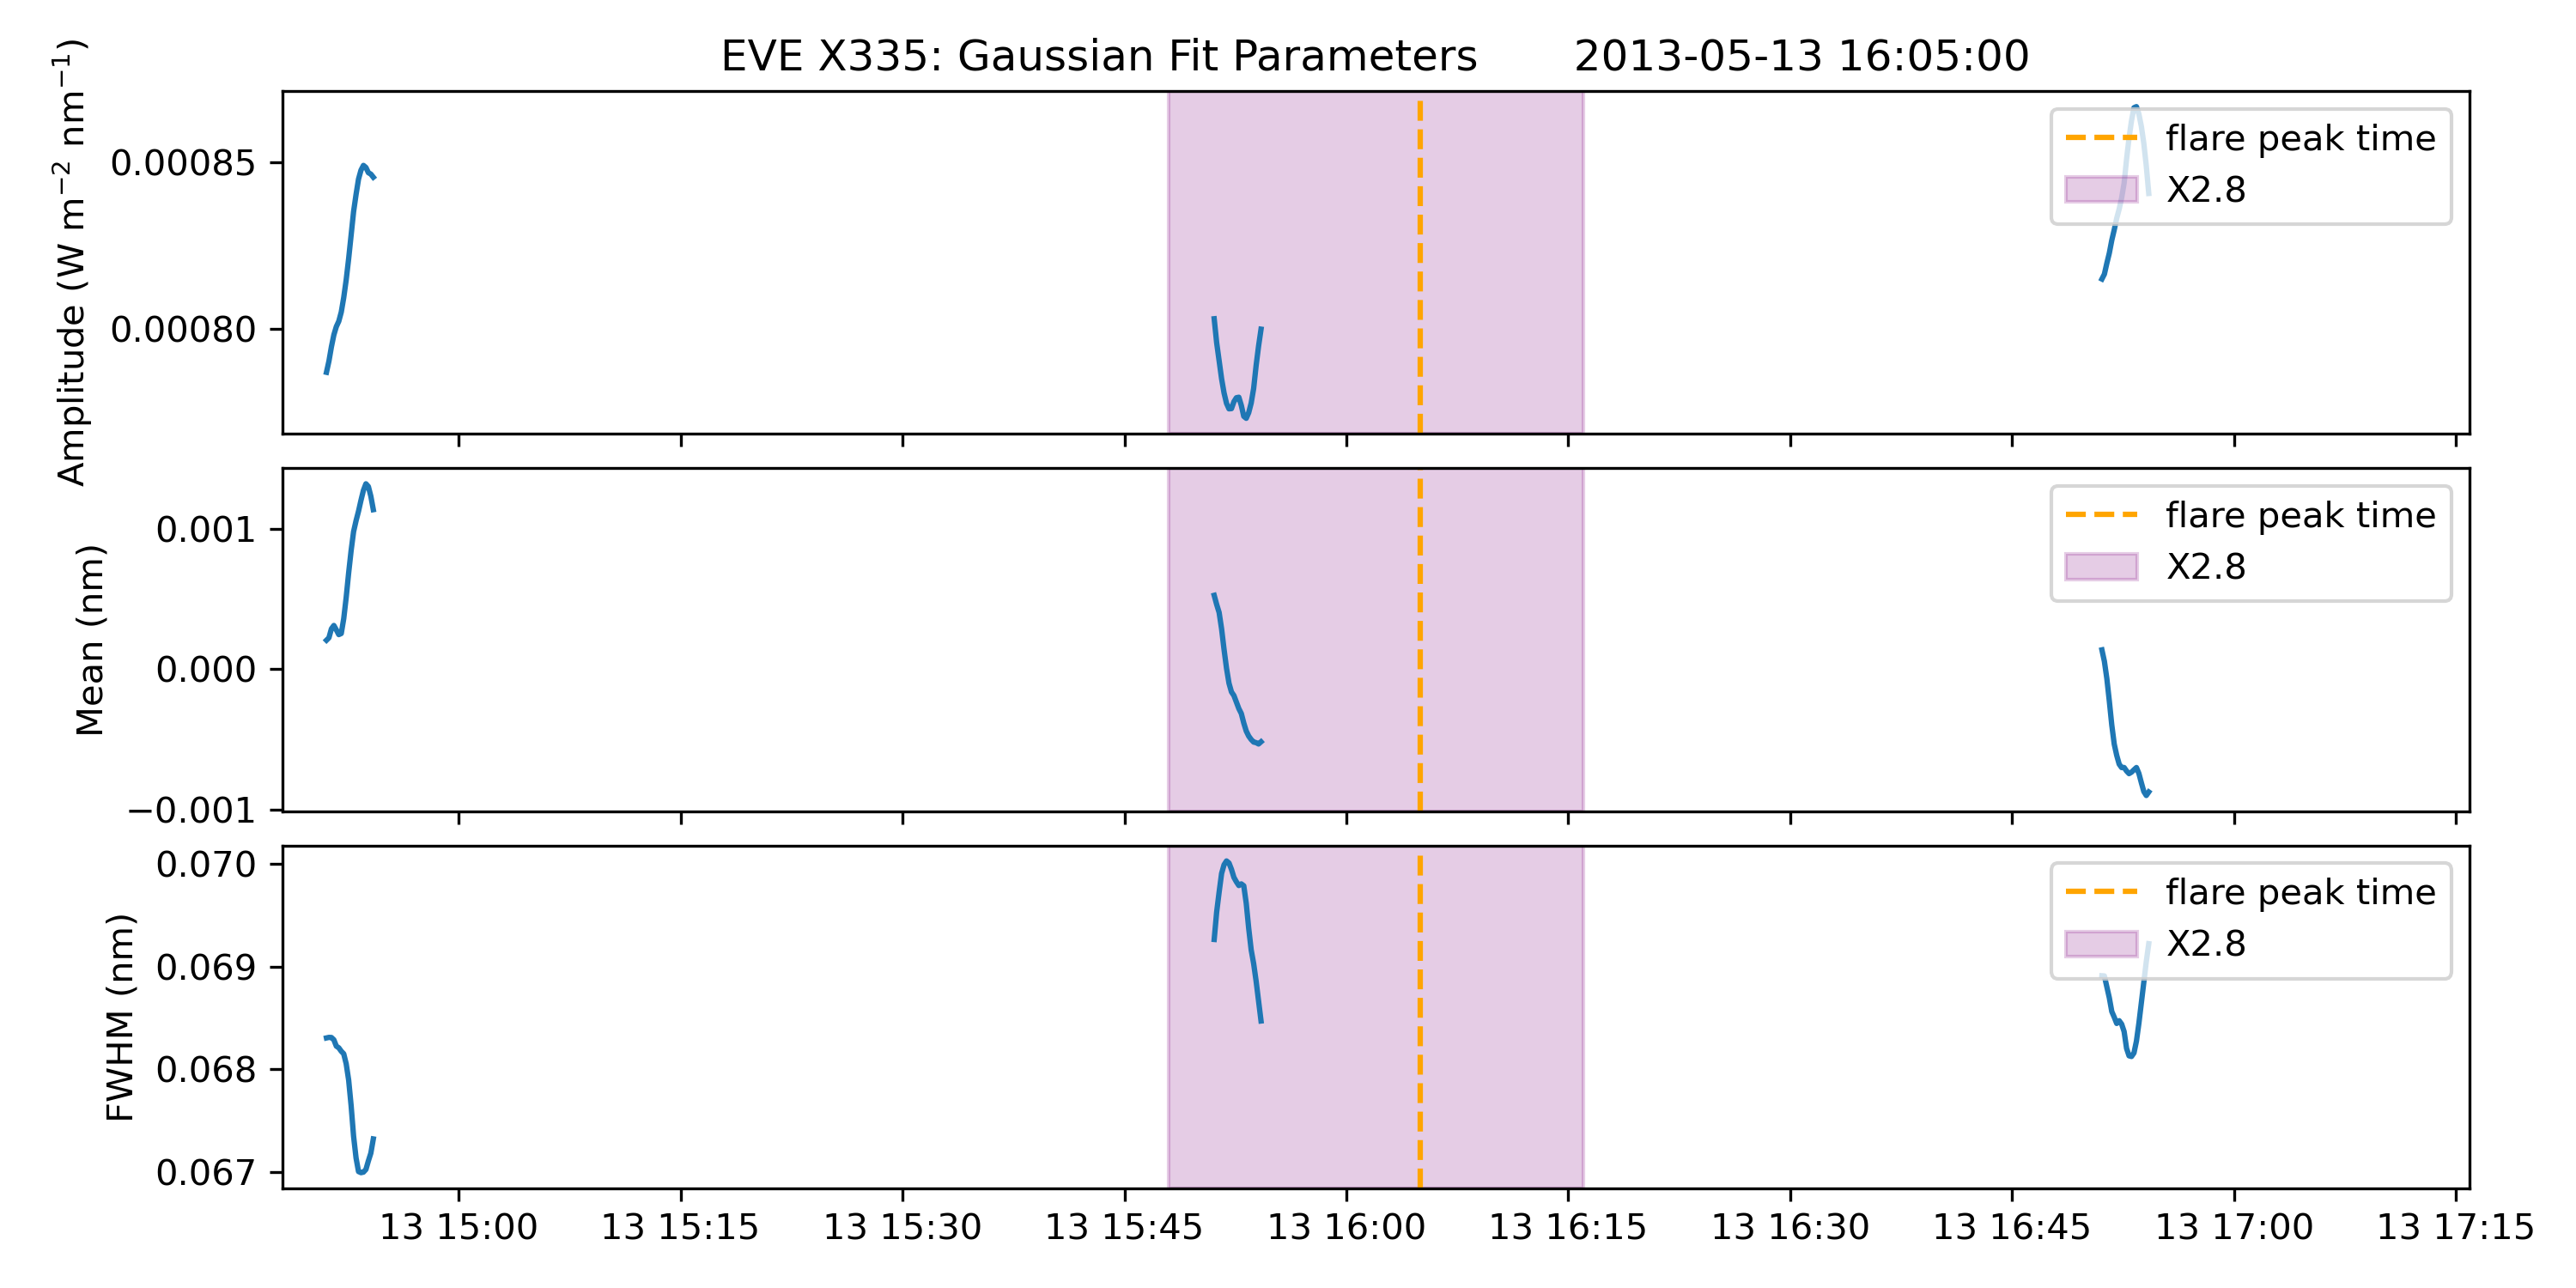 EVE X335: Gaussian Fit Parameters 2013-05-13 16:05:00
Amplitude (W m⁻² nm⁻¹)
0.00085
0.00080
flare peak time
X2.8
Mean (nm)
0.001
0.000
−0.001
flare peak time
X2.8
FWHM (nm)
0.070
0.069
0.068
0.067
flare peak time
X2.8
13 15:00 13 15:15 13 15:30 13 15:45 13 16:00 13 16:15 13 16:30 13 16:45 13 17:00 13 17:15